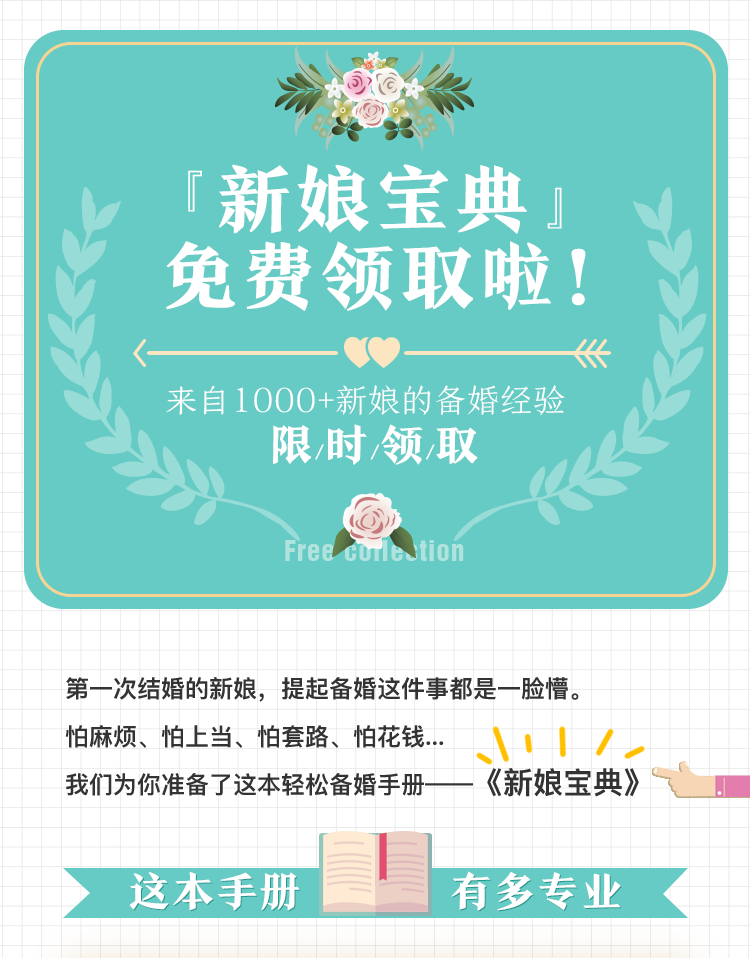 『新娘宝典』
免费领取啦！
来自1000+新娘的备婚经验
限/时/领/取
Free collection
第一次结婚的新娘，提起备婚这件事都是一脸懵。
怕麻烦、怕上当、怕套路、怕花钱...
我们为你准备了这本轻松备婚手册——《新娘宝典》
这本手册 有多专业